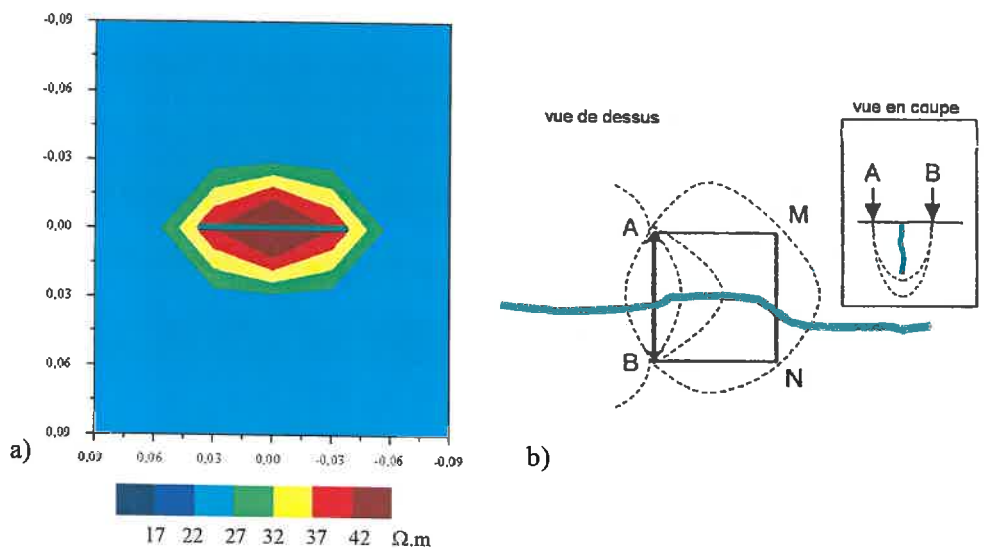 -0,09
-0,06
-0,03
0,00
0,03
0,06
0,09
0,09 0,06 0,03 0,00 -0,03 -0,06 -0,09
a)
17 22 27 32 37 42 Ω.m
vue de dessus
vue en coupe
A B
A M
B N
b)